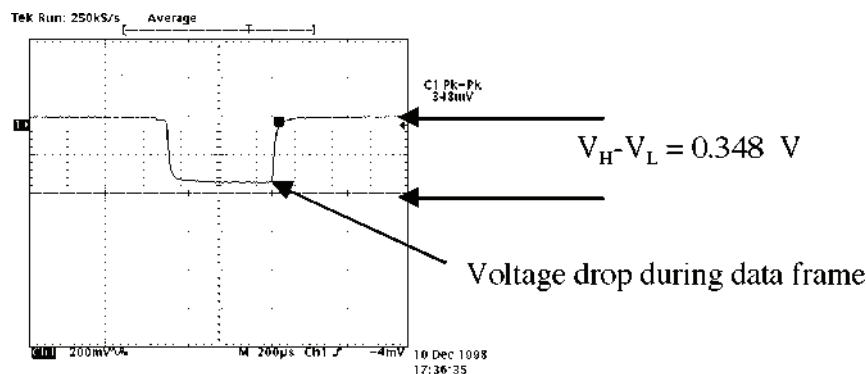 Tek Run: 250kS/s Average
C1 Pk-Pk
348mV
V_H-V_L = 0.348 V
Voltage drop during data frame
200mV M 200µs Ch1 -4mV
10 Dec 1998
17:36:35